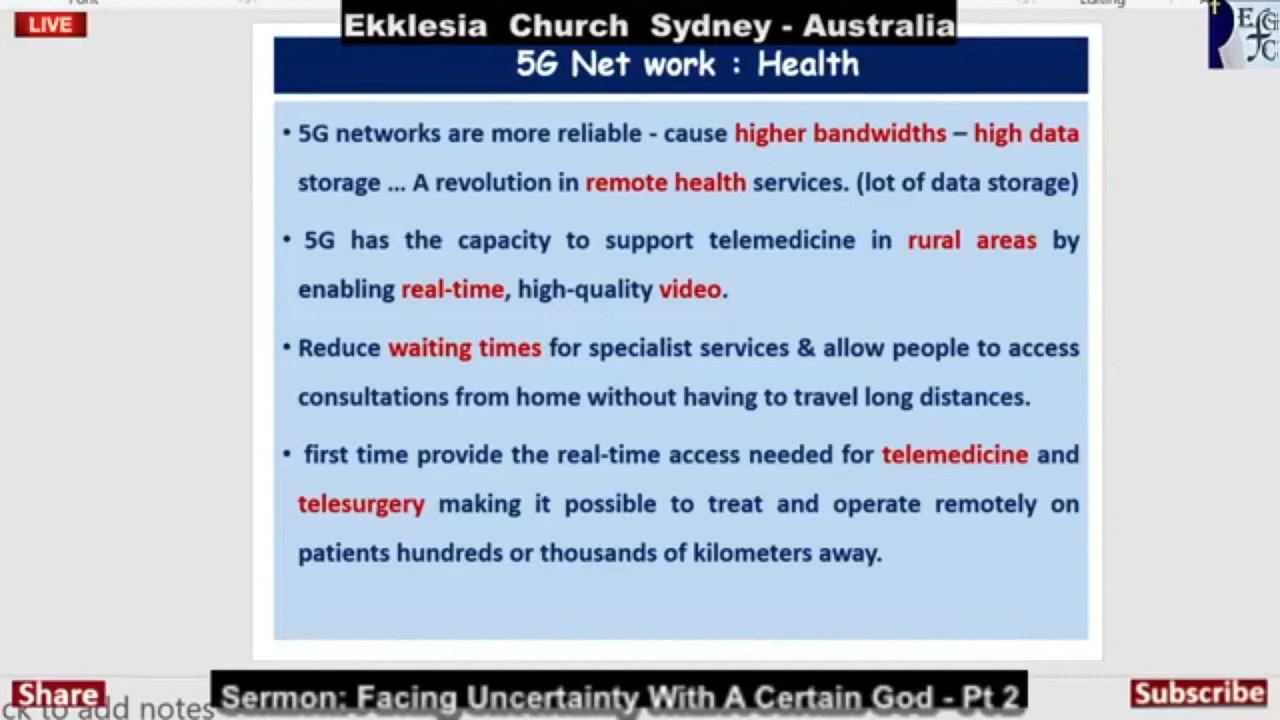 LIVE
Ekklesia Church Sydney - Australia
5G Net work : Health
• 5G networks are more reliable - cause higher bandwidths – high data
storage ... A revolution in remote health services. (lot of data storage)
• 5G has the capacity to support telemedicine in rural areas by
enabling real-time, high-quality video.
• Reduce waiting times for specialist services & allow people to access
consultations from home without having to travel long distances.
• first time provide the real-time access needed for telemedicine and
telesurgery making it possible to treat and operate remotely on
patients hundreds or thousands of kilometers away.
Share
ck to add notes
Sermon: Facing Uncertainty With A Certain God - Pt 2
Subscribe